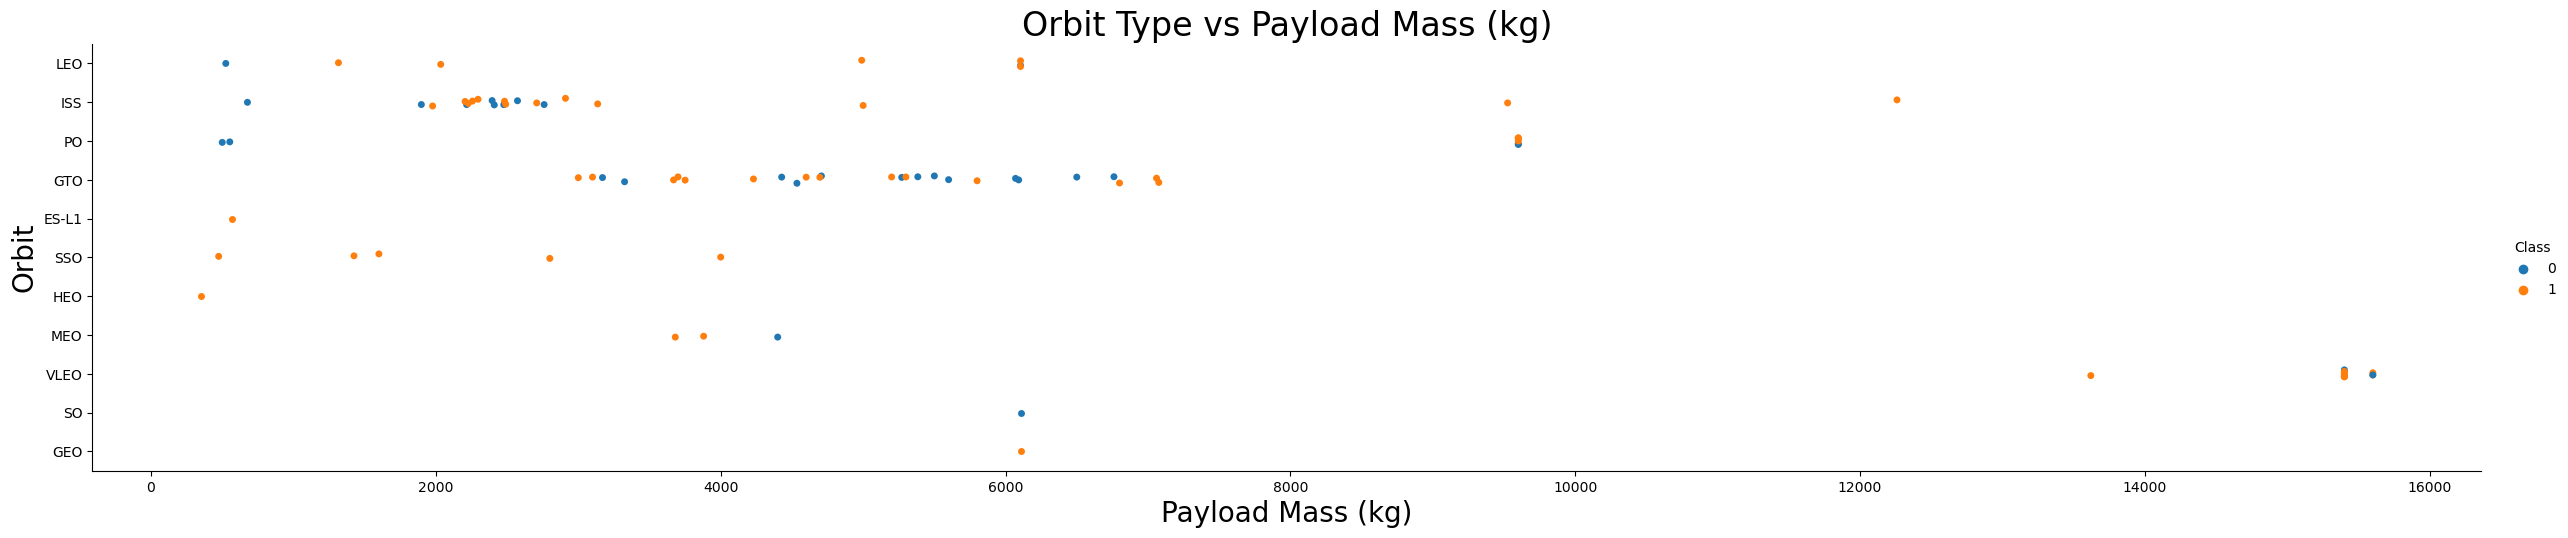 Orbit Type vs Payload Mass (kg)
Orbit
LEO
ISS
PO
GTO
ES-L1
SSO
HEO
MEO
VLEO
SO
GEO
0 2000 4000 6000 8000 10000 12000 14000 16000
Payload Mass (kg)
Class
0
1